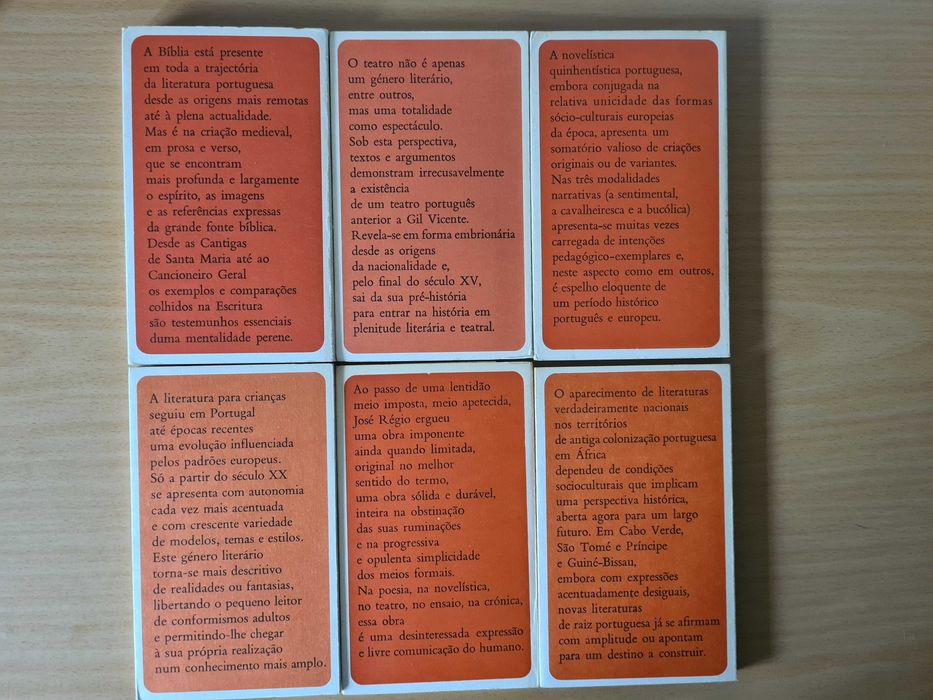 A Bíblia está presente
em toda a trajectória
da literatura portuguesa
desde as origens mais remotas
até à plena actualidade.
Mas é na criação medieval,
em prosa e verso,
que se encontram
mais profunda e largamente
o espírito, as imagens
e as referências expressas
da grande fonte bíblica.
Desde as Cantigas
de Santa Maria até ao
Cancioneiro Geral
os exemplos e comparações
colhidos na Escritura
são testemunhos essenciais
duma mentalidade perene.
O teatro não é apenas
um género literário,
entre outros,
mas uma totalidade
como espectáculo.
Sob esta perspectiva,
textos e argumentos
demonstram irrecusavelmente
a existência
de um teatro português
anterior a Gil Vicente.
Revela-se em forma embrionária
desde as origens
da nacionalidade e,
pelo final do século XV,
sai da sua pré-história
para entrar na história em
plenitude literária e teatral.
A novelística
quinhentística portuguesa,
embora conjugada na
relativa unicidade das formas
sócio-culturais europeias
da época, apresenta um
somatório valioso de criações
originais ou de variantes.
Nas três modalidades
narrativas (a sentimental,
a cavalheiresca e a bucólica)
apresenta-se muitas vezes
carregada de intenções
pedagógico-exemplares e,
neste aspecto como em outros,
é espelho eloquente de
um período histórico
português e europeu.
A literatura para crianças
seguiu em Portugal
até épocas recentes
uma evolução influenciada
pelos padrões europeus.
Só a partir do século XX
se apresenta com autonomia
cada vez mais acentuada
e com crescente variedade
de modelos, temas e estilos.
Este género literário
torna-se mais descritivo
de realidades ou fantasias,
libertando o pequeno leitor
de conformismos adultos
e permitindo-lhe chegar
à sua própria realização
num conhecimento mais amplo.
Ao passo de uma lentidão
meio imposta, meio apetecida,
José Régio ergueu
uma obra imponente
ainda quando limitada,
original no melhor
sentido do termo,
uma obra sólida e durável,
inteira na obstinação
das suas ruminações
e na progressiva
e opulenta simplicidade
dos meios formais.
Na poesia, na novelística,
no teatro, no ensaio, na crónica,
essa obra
é uma desinteressada expressão
e livre comunicação do humano.
O aparecimento de literaturas
verdadeiramente nacionais
nos territórios
de antiga colonização portuguesa
em África
dependeu de condições
socioculturais que implicam
uma perspectiva histórica,
aberta agora para um largo
futuro. Em Cabo Verde,
São Tomé e Príncipe
e Guiné-Bissau,
embora com expressões
acentuadamente desiguais,
novas literaturas
de raiz portuguesa já se afirmam
com amplitude ou apontam
para um destino a construir.